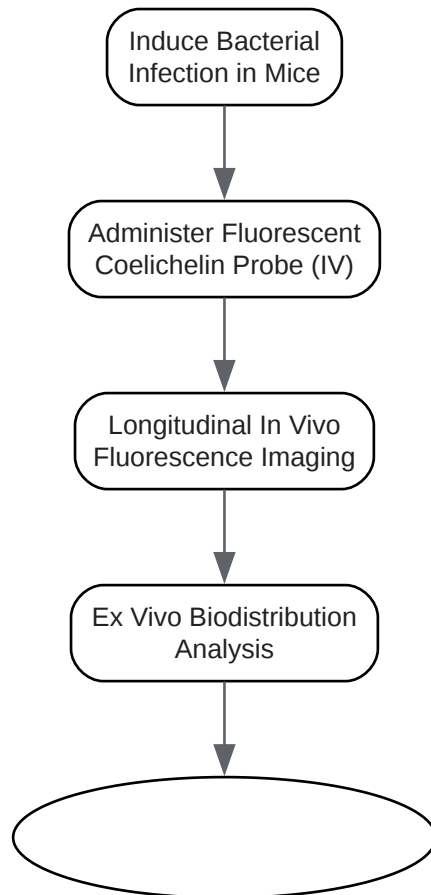 Induce Bacterial
Infection in Mice
Administer Fluorescent
Coelichelin Probe (IV)
Longitudinal In Vivo
Fluorescence Imaging
Ex Vivo Biodistribution
Analysis